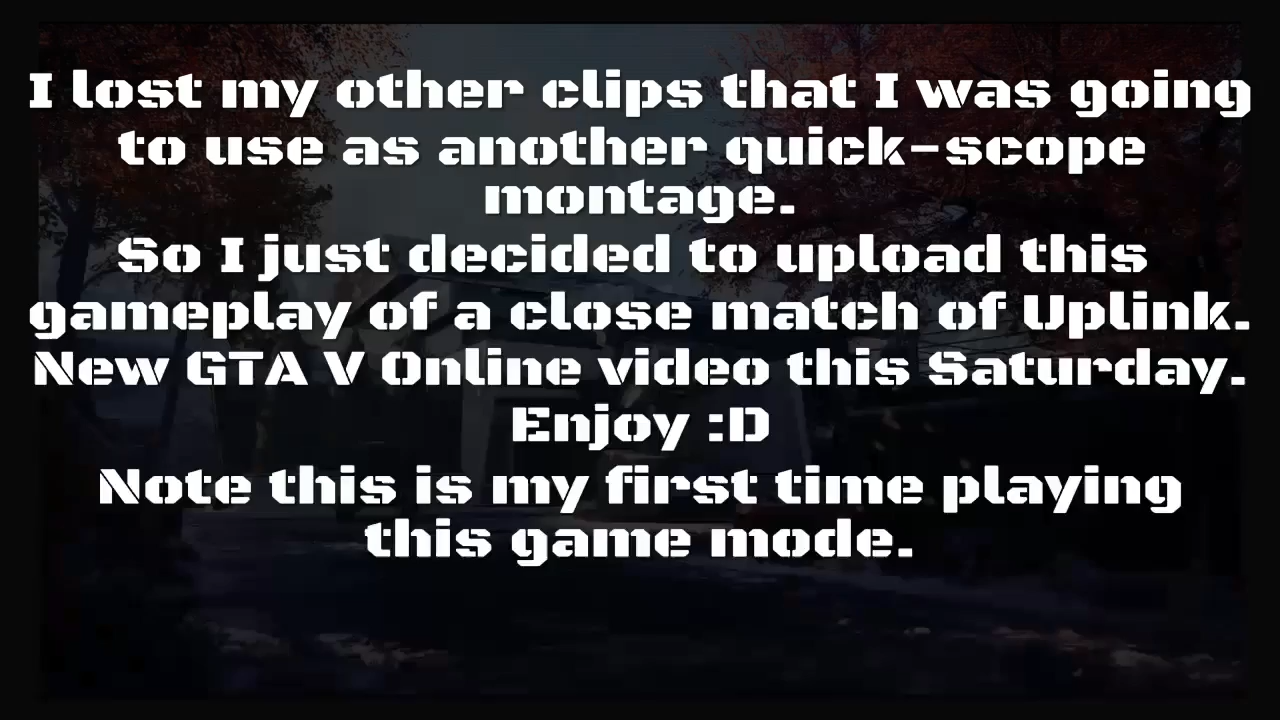 I lost my other clips that I was going
to use as another quick-scope
montage.
So I just decided to upload this
gameplay of a close match of Uplink.
New GTA V Online video this Saturday.
Enjoy :D
Note this is my first time playing
this game mode.